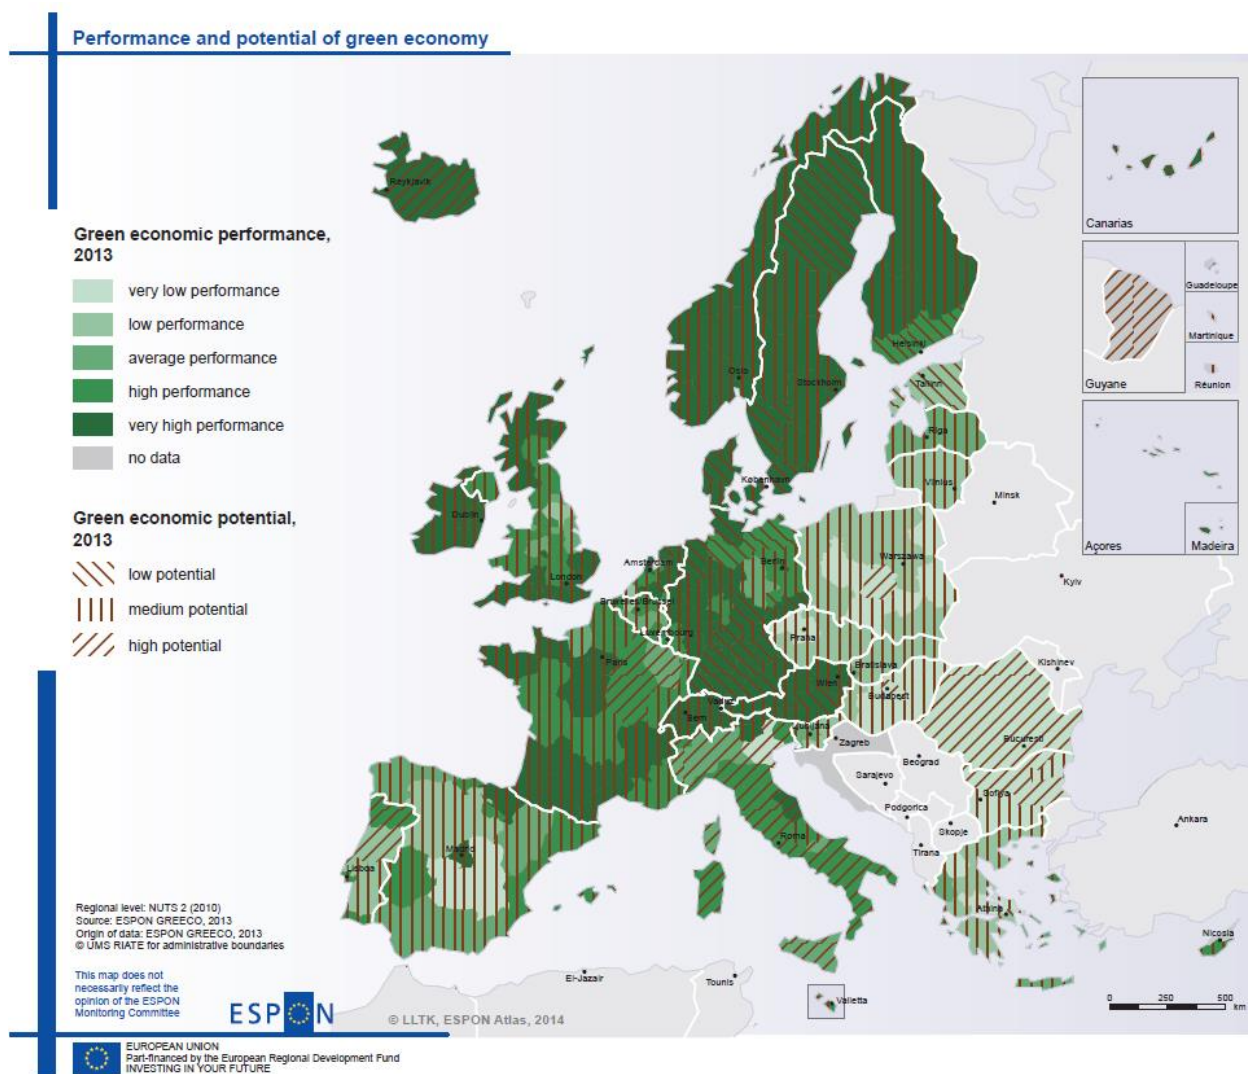 Performance and potential of green economy
Green economic performance,
2013
very low performance
low performance
average performance
high performance
very high performance
no data
Green economic potential,
2013
low potential
medium potential
high potential
Reykjavik
Oslo
Stockholm
Helsinki
Tallinn
Riga
Vilnius
Minsk
København
Dublin
London
Amsterdam
Berlin
Warszawa
Kyiv
Bruxelles/Brussel
Luxembourg
Praha
Paris
Wien
Bratislava
Budapest
Kishinev
Vaduz
Bern
Ljubljana
Zagreb
Beograd
Bucuresti
Sarajevo
Sofiya
Podgorica
Skopje
Tirana
Ankara
Roma
Madrid
Lisboa
Athina
Nicosia
El-Jazair
Tounis
Valletta
Canarias
Guyane
Guadeloupe
Martinique
Réunion
Açores
Madeira
0 250 500
km
Regional level: NUTS 2 (2010)
Source: ESPON GREECO, 2013
Origin of data: ESPON GREECO, 2013
© UMS RIATE for administrative boundaries
This map does not
necessarily reflect the
opinion of the ESPON
Monitoring Committee
ESPON
© LLTK, ESPON Atlas, 2014
EUROPEAN UNION
Part-financed by the European Regional Development Fund
INVESTING IN YOUR FUTURE